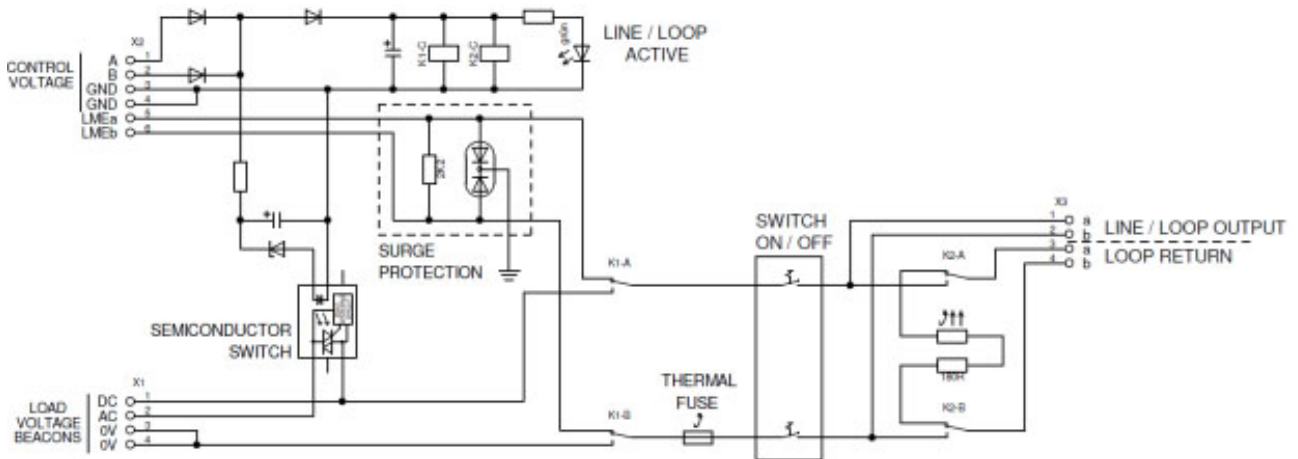 LINE / LOOP
ACTIVE
grün
K1-C
K2-C
X2
CONTROL
VOLTAGE
A 1
B 2
GND 3
GND 4
LMEa 5
LMEb 6
2K2
SURGE
PROTECTION
SWITCH
ON / OFF
X3
1 a
2 b
LINE / LOOP OUTPUT
3 a
4 b
LOOP RETURN
K1-A
K2-A
SEMICONDUCTOR
SWITCH
180R
THERMAL
FUSE
K1-B
K2-B
X1
LOAD
VOLTAGE
BEACONS
DC 1
AC 2
0V 3
0V 4